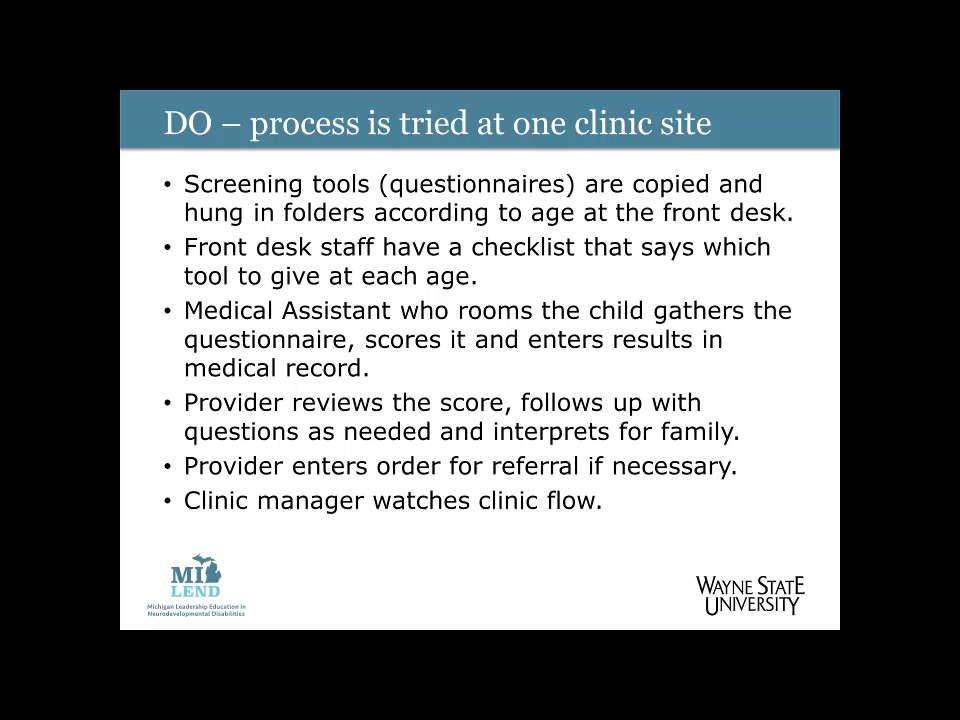 DO – process is tried at one clinic site
• Screening tools (questionnaires) are copied and
hung in folders according to age at the front desk.
• Front desk staff have a checklist that says which
tool to give at each age.
• Medical Assistant who rooms the child gathers the
questionnaire, scores it and enters results in
medical record.
• Provider reviews the score, follows up with
questions as needed and interprets for family.
• Provider enters order for referral if necessary.
• Clinic manager watches clinic flow.
MI
LEND
Michigan Leadership Education in
Neurodevelopmental Disabilities
WAYNE STATE
UNIVERSITY